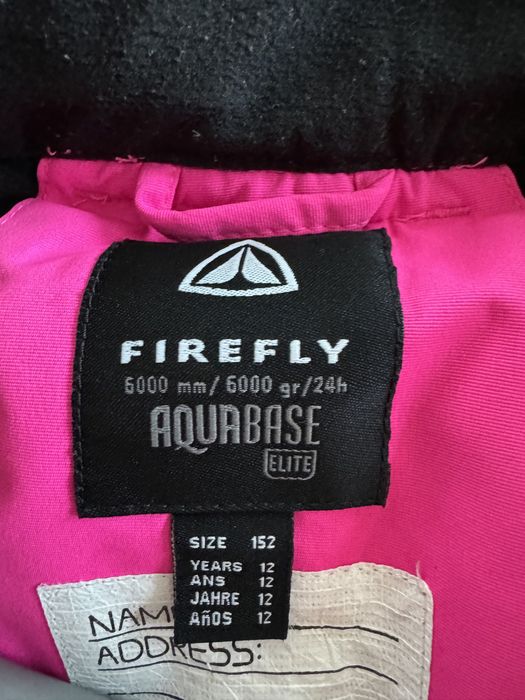 FIREFLY
6000 mm/ 6000 gr/24h
AQUABASE
ELITE
SIZE 152
YEARS 12
ANS 12
JAHRE 12
AÑOS 12
NAM
ADDRESS: